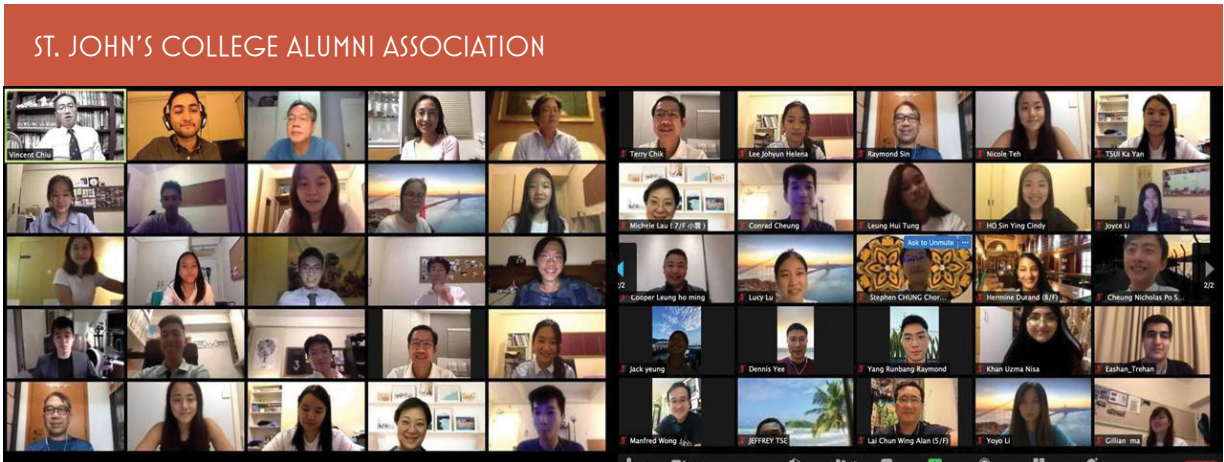 ST. JOHN'S COLLEGE ALUMNI ASSOCIATION
Vincent Chiu
Terry Chik
Lee Johyun Helena
Raymond Sin
Nicole Teh
TSUI Ka Yan
Michele Lau ( 7/F 小寶 )
Conrad Cheung
Leung Hui Tung
HO Sin Ying Cindy
Joyce Li
Ask to Unmute ...
2/2
Cooper Leung ho ming
Lucy Lu
Stephen CHUNG Chor...
Hermine Durand (8/F)
Cheung Nicholas Po S...
2/2
Jack yeung
Dennis Yee
Yang Runbang Raymond
Khan Uzma Nisa
Eashan_Trehan
Manfred Wong
JEFFREY TSE
Lai Chun Wing Alan (5/F)
Yoyo Li
Gillian ma